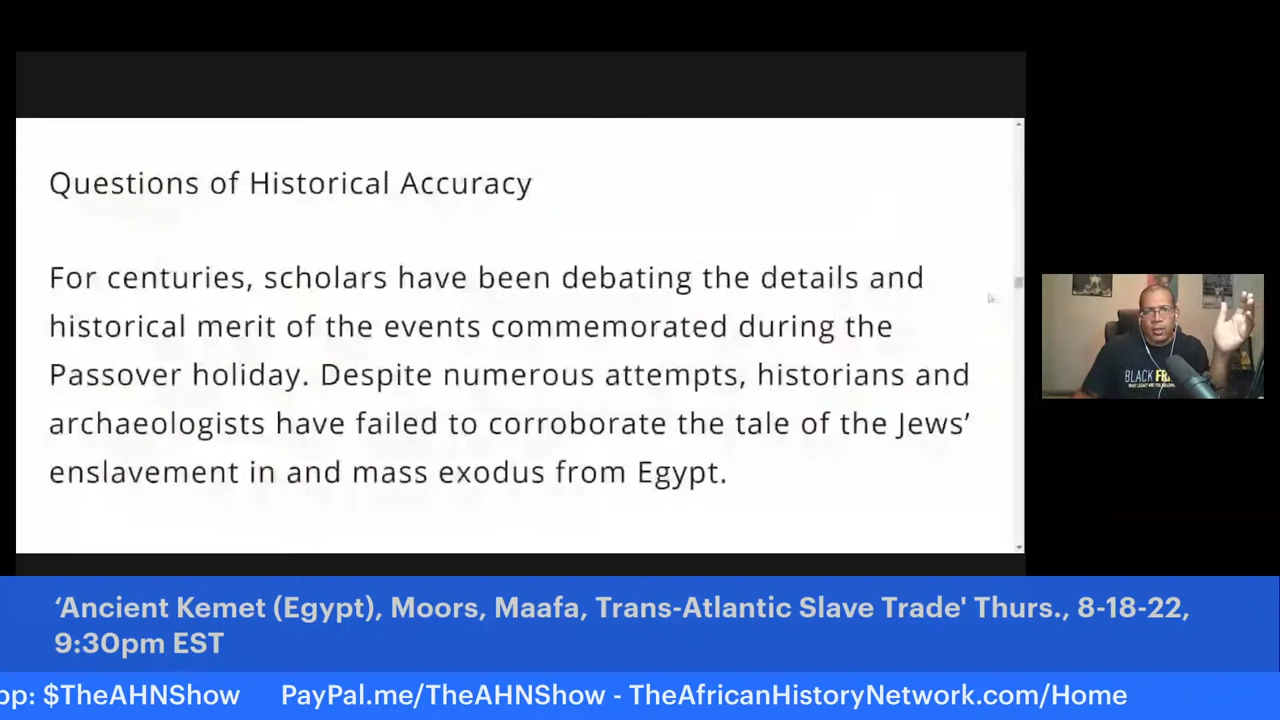 Questions of Historical Accuracy
For centuries, scholars have been debating the details and
historical merit of the events commemorated during the
Passover holiday. Despite numerous attempts, historians and
archaeologists have failed to corroborate the tale of the Jews’
enslavement in and mass exodus from Egypt.
BLACK
‘Ancient Kemet (Egypt), Moors, Maafa, Trans-Atlantic Slave Trade' Thurs., 8-18-22,
9:30pm EST
pp: $TheAHNShow PayPal.me/TheAHNShow - TheAfricanHistoryNetwork.com/Home